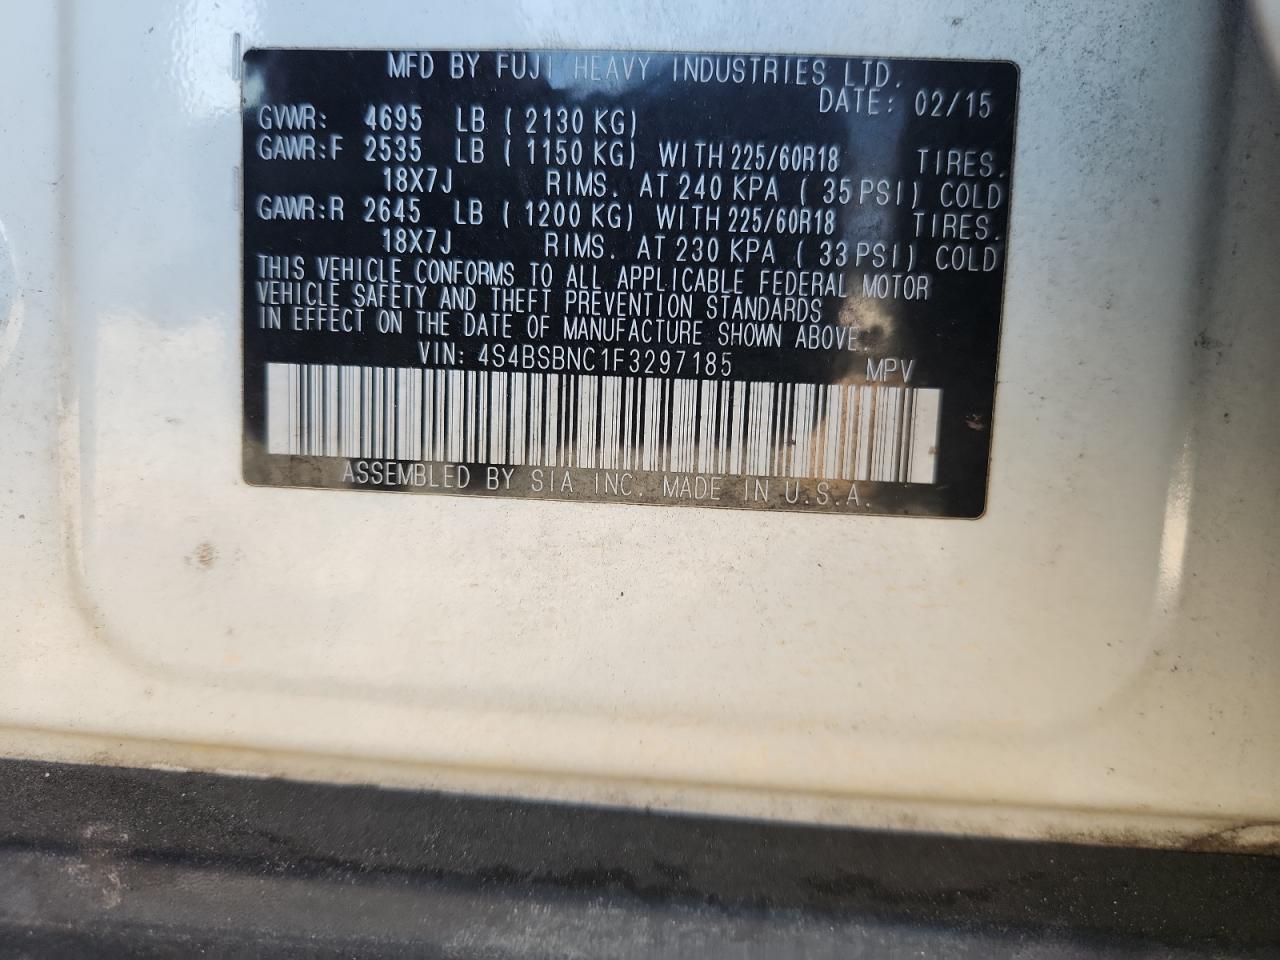 MFD BY FUJI HEAVY INDUSTRIES LTD.
DATE: 02/15
GVWR: 4695 LB ( 2130 KG)
GAWR:F 2535 LB ( 1150 KG) WITH 225/60R18 TIRES.
18X7J RIMS. AT 240 KPA ( 35 PSI) COLD
GAWR:R 2645 LB ( 1200 KG) WITH 225/60R18 TIRES.
18X7J RIMS. AT 230 KPA ( 33 PSI) COLD
THIS VEHICLE CONFORMS TO ALL APPLICABLE FEDERAL MOTOR
VEHICLE SAFETY AND THEFT PREVENTION STANDARDS
IN EFFECT ON THE DATE OF MANUFACTURE SHOWN ABOVE.
VIN: 4S4BSBNC1F3297185 MPV
ASSEMBLED BY SIA INC. MADE IN U.S.A.